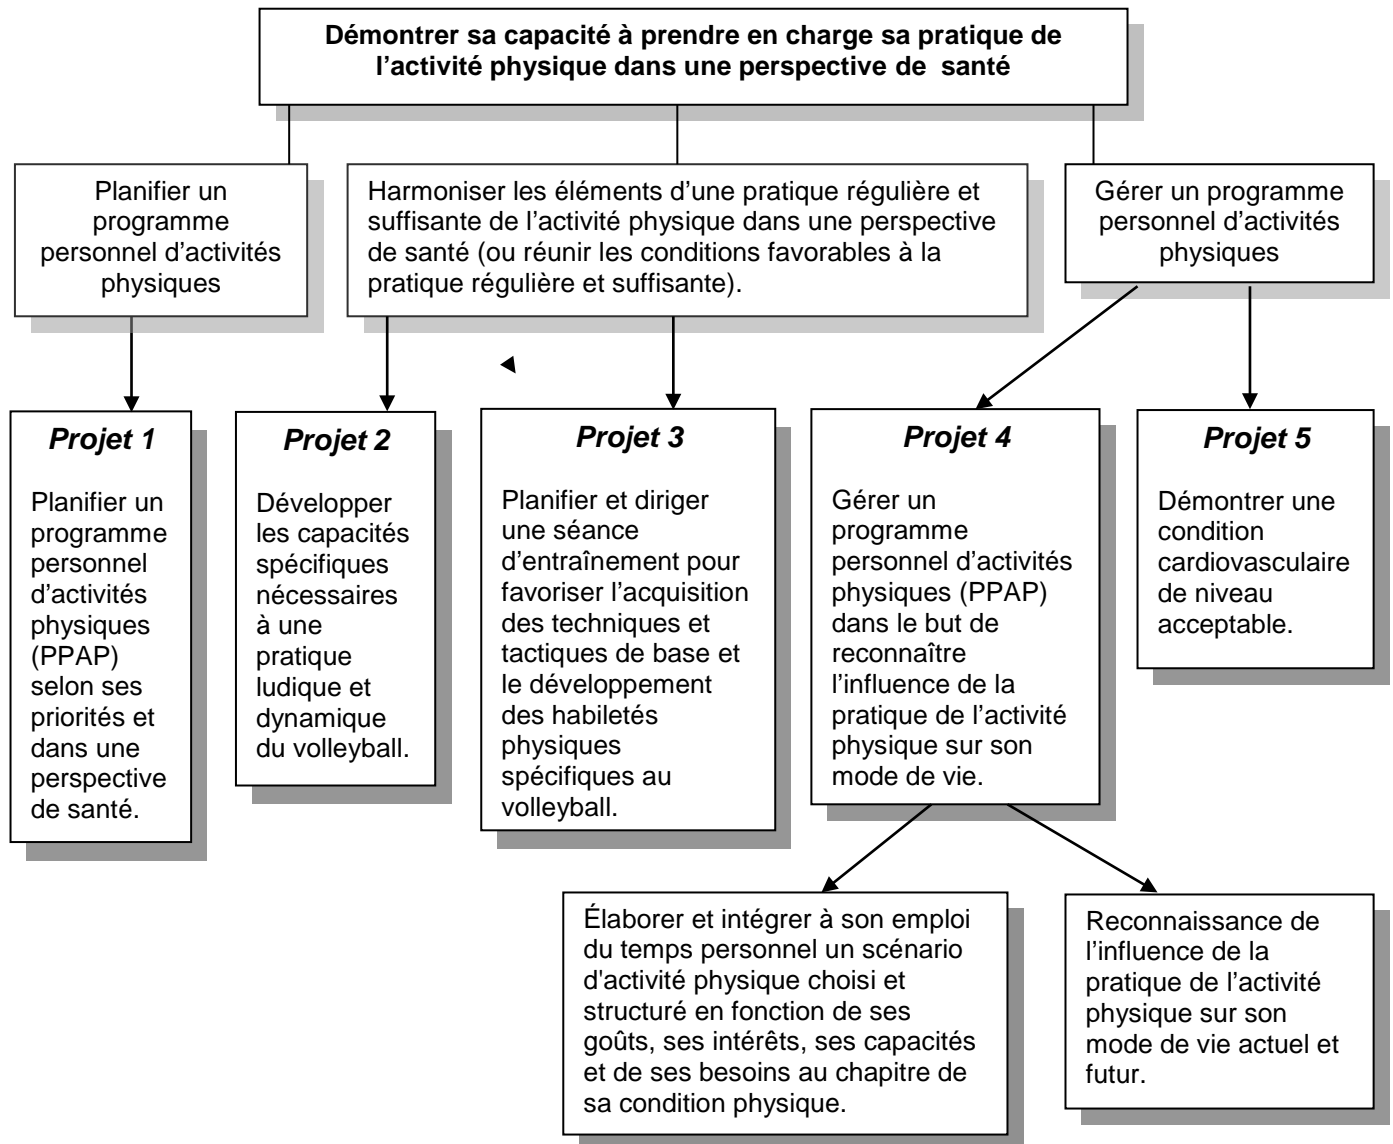 Démontrer sa capacité à prendre en charge sa pratique de
l’activité physique dans une perspective de  santé
Planifier un
programme
personnel d’activités
physiques
Harmoniser les éléments d’une pratique régulière et
suffisante de l’activité physique dans une perspective
de santé (ou réunir les conditions favorables à la
pratique régulière et suffisante).
Gérer un programme
personnel d’activités
physiques
Projet 1
Planifier un
programme
personnel
d’activités
physiques
(PPAP)
selon ses
priorités et
dans une
perspective
de santé.
Projet 2
Développer
les capacités
spécifiques
nécessaires
à une
pratique
ludique et
dynamique
du volleyball.
Projet 3
Planifier et diriger
une séance
d’entraînement pour
favoriser l’acquisition
des techniques et
tactiques de base et
le développement
des habiletés
physiques
spécifiques au
volleyball.
Projet 4
Gérer un
programme
personnel d’activités
physiques (PPAP)
dans le but de
reconnaître
l’influence de la
pratique de l’activité
physique sur son
mode de vie.
Projet 5
Démontrer une
condition
cardiovasculaire
de niveau
acceptable.
Élaborer et intégrer à son emploi
du temps personnel un scénario
d'activité physique choisi et
structuré en fonction de ses
goûts, ses intérêts, ses capacités
et de ses besoins au chapitre de
sa condition physique.
Reconnaissance de
l’influence de la
pratique de l’activité
physique sur son
mode de vie actuel et
futur.